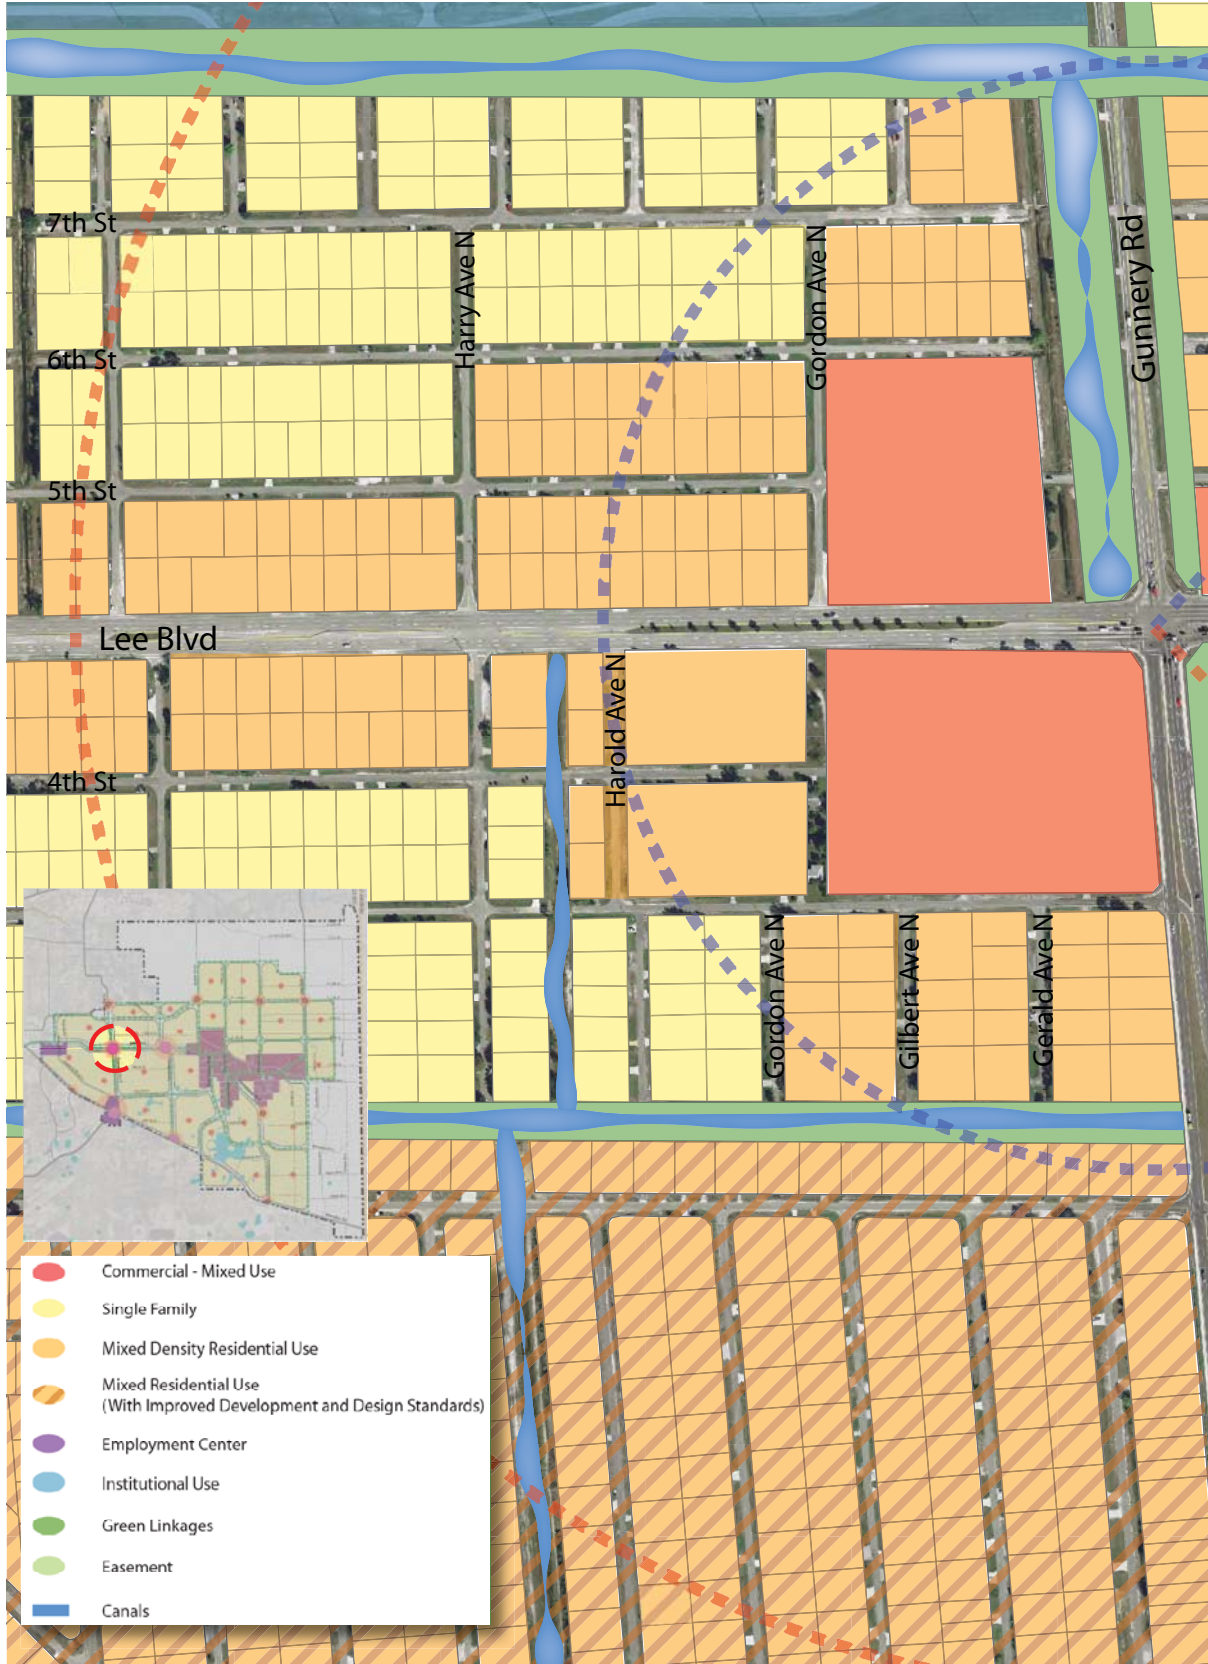 7th St
Harry Ave N
Gordon Ave N
Gunnery Rd
6th St
5th St
Lee Blvd
Harold Ave N
4th St
Gordon Ave N
Gilbert Ave N
Gerald Ave N
Commercial - Mixed Use
Single Family
Mixed Density Residential Use
Mixed Residential Use
(With Improved Development and Design Standards)
Employment Center
Institutional Use
Green Linkages
Easement
Canals